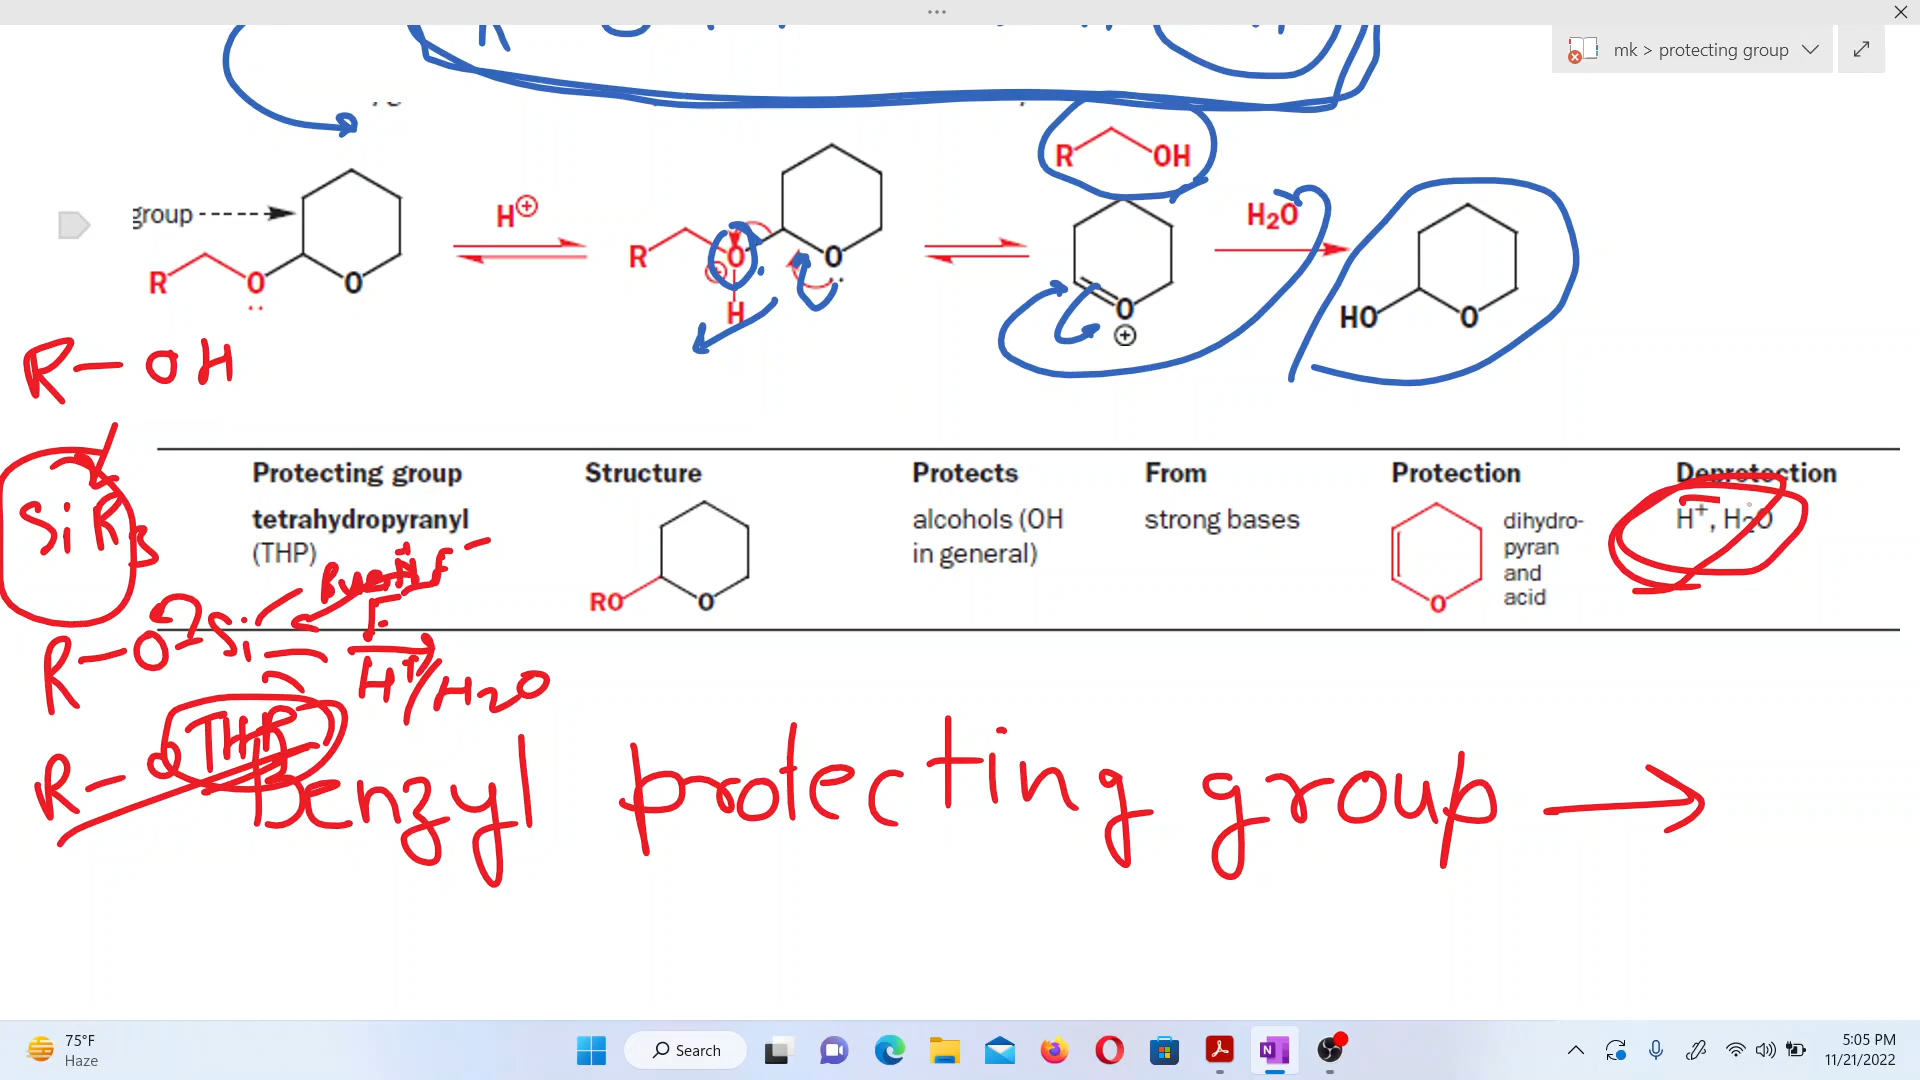 mk > protecting group
R OH
group
H⊕
H₂O
R O O
R O ⊕ H O
O ⊕
HO O
R — OH
Protecting group Structure Protects From Protection Deprotection
tetrahydropyranyl (THP)
RO O
alcohols (OH in general)
strong bases
O
dihydro-
pyran
and
acid
H⁺, H₂O
SiR₃
R—O Si
F⁻
H⁺/H₂O
R—O THP
benzyl protecting group →
75°F
Haze
Search
5:05 PM
11/21/2022